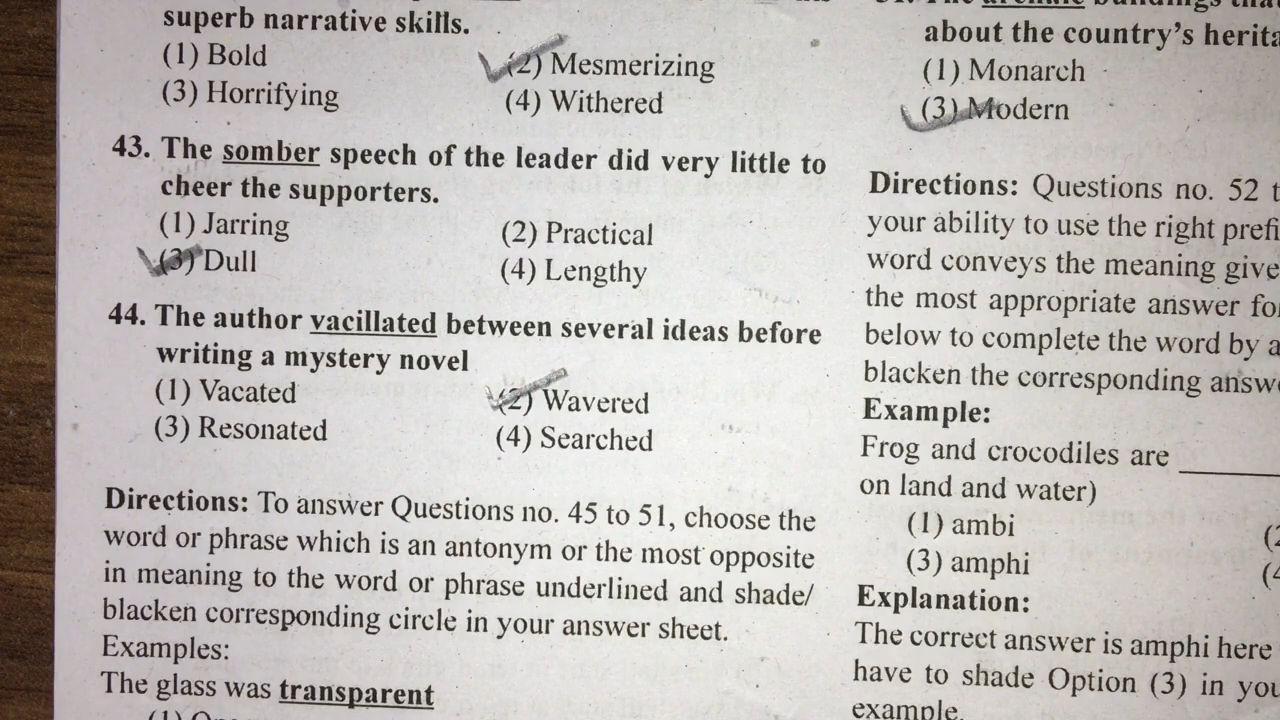 superb narrative skills.
(1) Bold
(2) Mesmerizing
(3) Horrifying
(4) Withered
43. The somber speech of the leader did very little to
cheer the supporters.
(1) Jarring
(2) Practical
(3) Dull
(4) Lengthy
44. The author vacillated between several ideas before
writing a mystery novel
(1) Vacated
(2) Wavered
(3) Resonated
(4) Searched
Directions: To answer Questions no. 45 to 51, choose the
word or phrase which is an antonym or the most opposite
in meaning to the word or phrase underlined and shade/
blacken corresponding circle in your answer sheet.
Examples:
The glass was transparent
(1)
about the country's herita
(1) Monarch
(3) Modern
Directions: Questions no. 52 t
your ability to use the right prefi
word conveys the meaning give
the most appropriate answer fo
below to complete the word by a
blacken the corresponding answ
Example:
Frog and crocodiles are ______
on land and water)
(1) ambi
(3) amphi
Explanation:
The correct answer is amphi here
have to shade Option (3) in you
example.